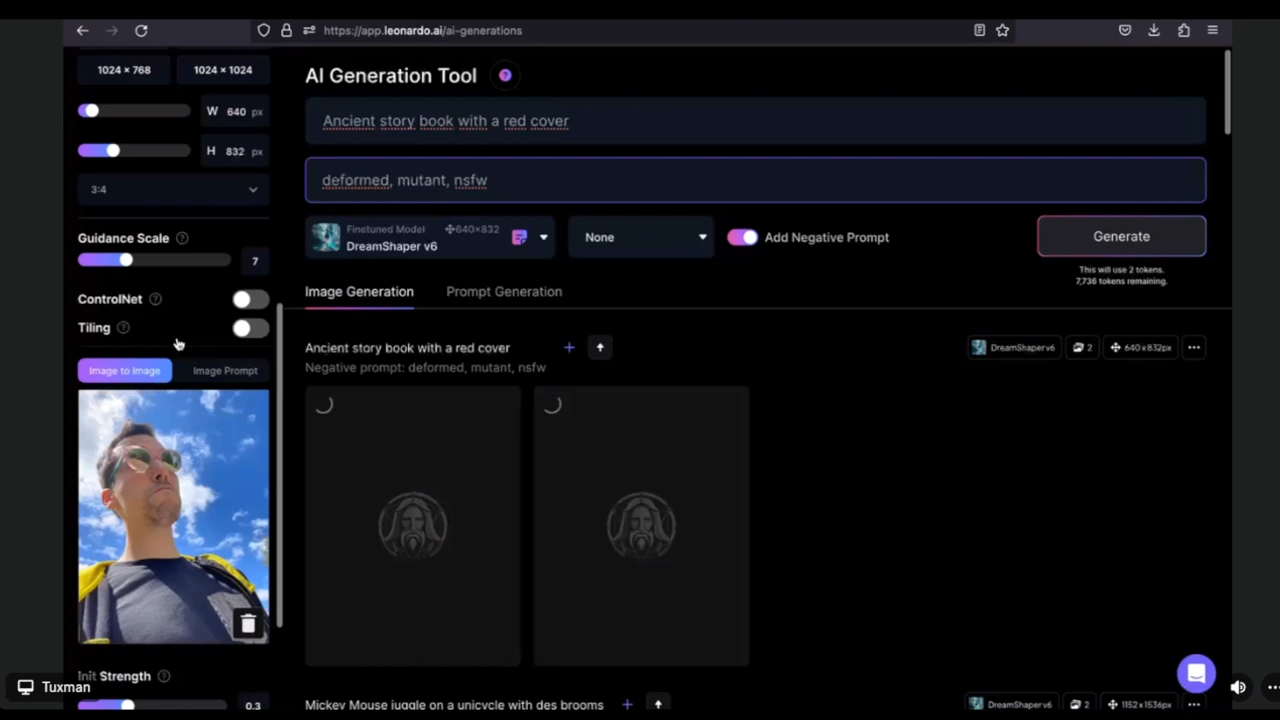 https://app.leonardo.ai/ai-generations
1024 × 768
1024 × 1024
W 640 px
H 832 px
3:4
Guidance Scale ?
7
ControlNet ?
Tiling ?
Image to Image
Image Prompt
Init Strength ?
0.3
Tuxman
AI Generation Tool ?
Ancient story book with a red cover
deformed, mutant, nsfw
Finetuned Model
640×832
DreamShaper v6
None
Add Negative Prompt
Generate
This will use 2 tokens.
7,736 tokens remaining.
Image Generation
Prompt Generation
Ancient story book with a red cover
DreamShaper v6
2
640x832px
Negative prompt: deformed, mutant, nsfw
Mickey Mouse juggle on a unicycle with des brooms
DreamShaper v6
2
1152x1536px